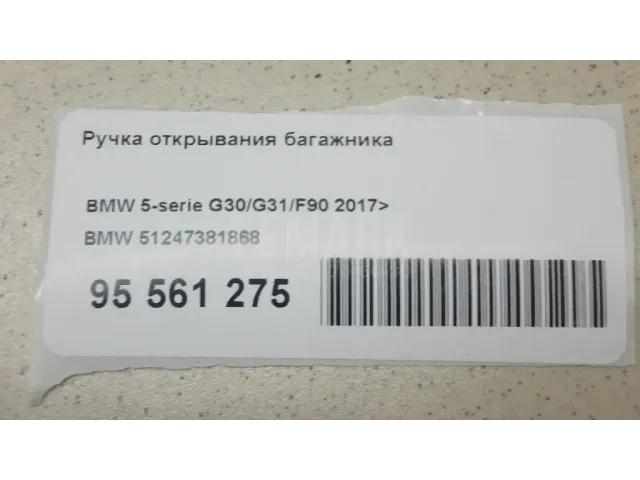 Ручка открывания багажника
BMW 5-serie G30/G31/F90 2017>
BMW 51247381868
95 561 275